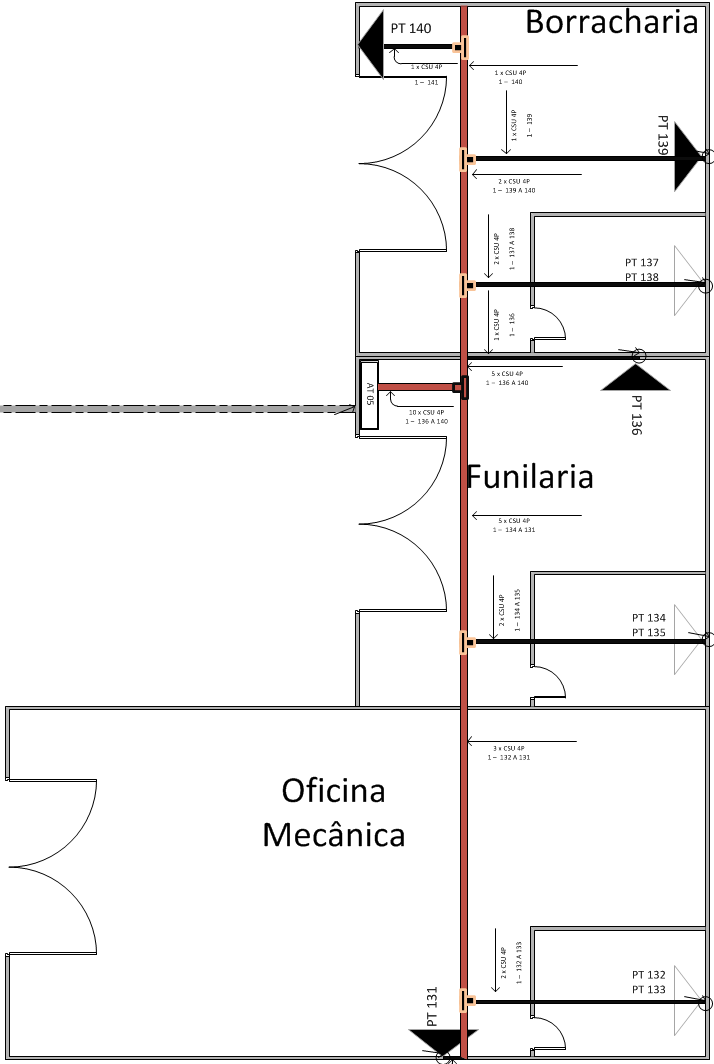 Borracharia
PT 140
1 x CSU 4P
1 – 141
1 x CSU 4P
1 – 140
1 x CSU 4P
1 – 139
PT 139
2 x CSU 4P
1 – 139 A 140
2 x CSU 4P
1 – 137 A 138
PT 137
PT 138
1 x CSU 4P
1 – 136
5 x CSU 4P
1 – 136 A 140
AT 05
10 x CSU 4P
1 – 136 A 140
PT 136
Funilaria
5 x CSU 4P
1 – 134 A 131
2 x CSU 4P
1 – 134 A 135
PT 134
PT 135
3 x CSU 4P
1 – 132 A 131
Oficina
Mecânica
2 x CSU 4P
1 – 132 A 133
PT 132
PT 133
PT 131